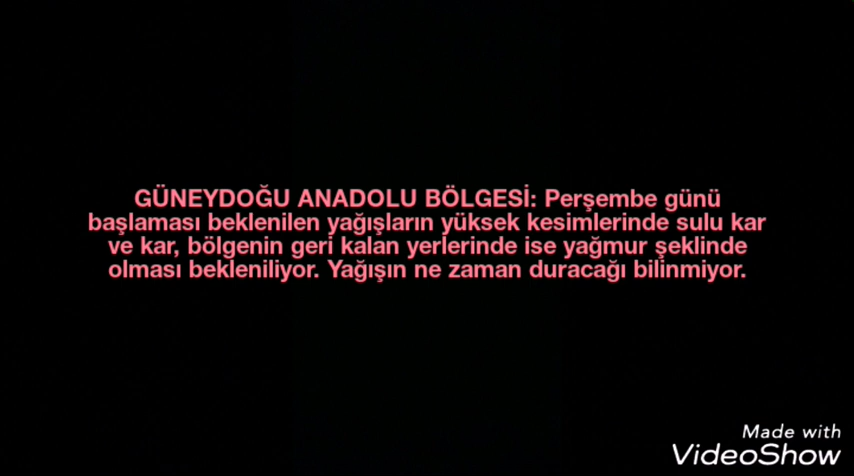 GÜNEYDOĞU ANADOLU BÖLGESİ: Perşembe günü
başlaması beklenilen yağışların yüksek kesimlerinde sulu kar
ve kar, bölgenin geri kalan yerlerinde ise yağmur şeklinde
olması bekleniliyor. Yağışın ne zaman duracağı bilinmiyor.
Made with
VideoShow